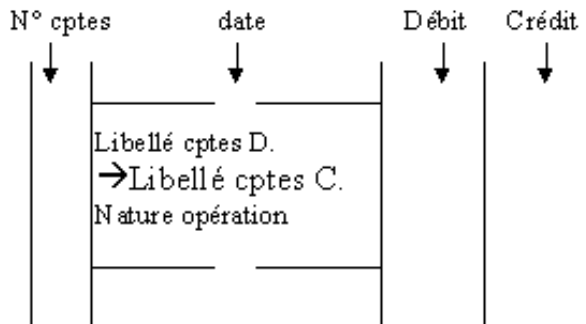 N° cptes date Débit Crédit
Libellé cptes D.
→Libellé cptes C.
Nature opération